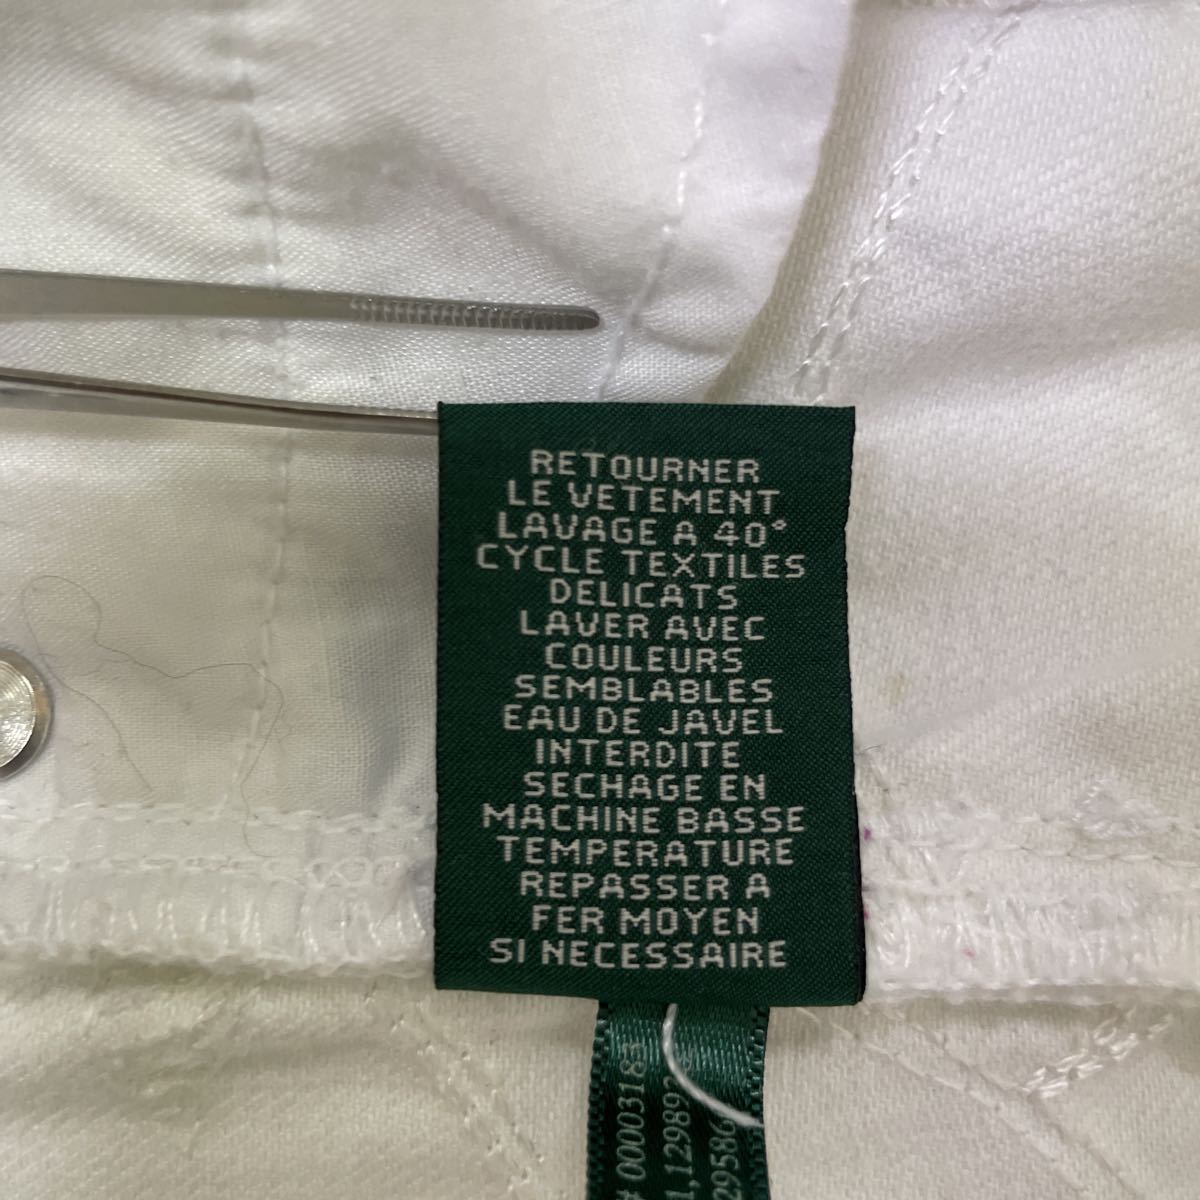 RETOURNER
LE VETEMENT
LAVAGE A 40°
CYCLE TEXTILES
DELICATS
LAVER AVEC
COULEURS
SEMBLABLES
EAU DE JAVEL
INTERDITE
SECHAGE EN
MACHINE BASSE
TEMPERATURE
REPASSER A
FER MOYEN
SI NECESSAIRE
# 0000318